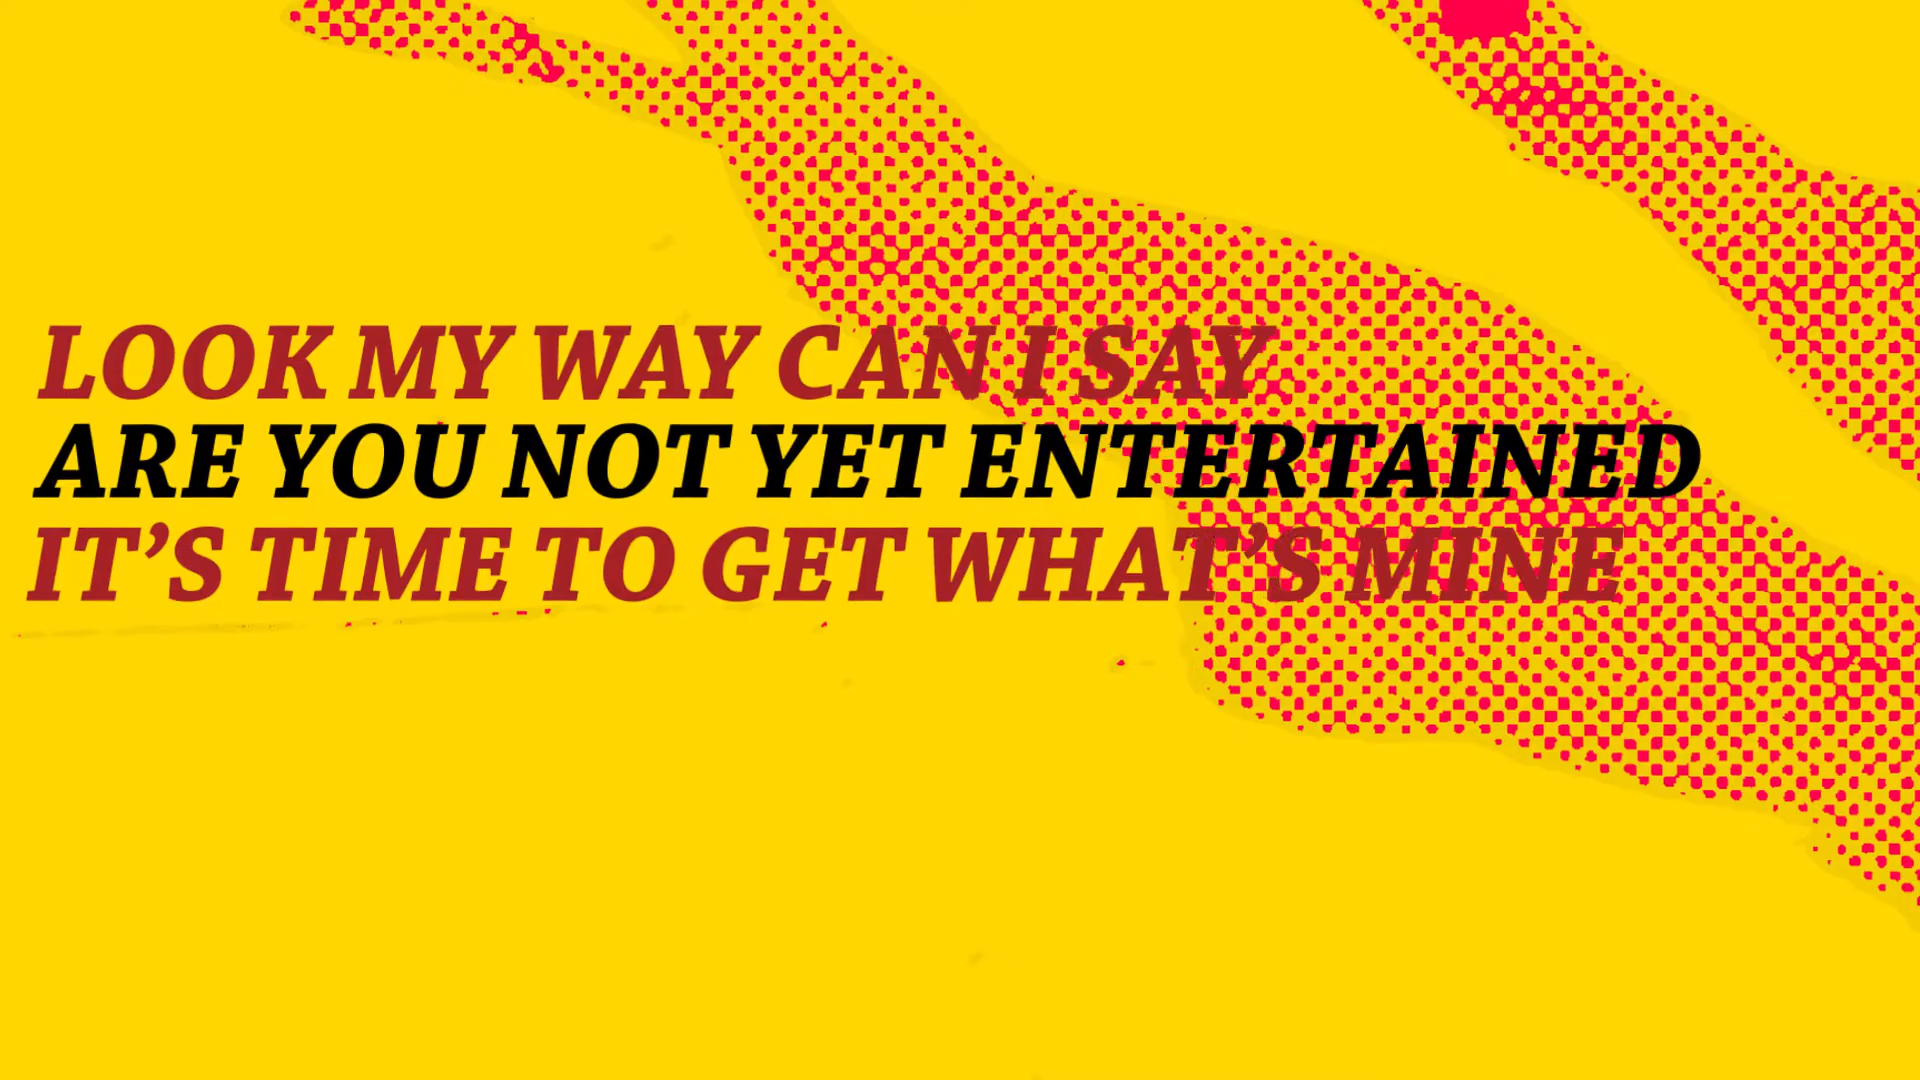 LOOK MY WAY CAN I SAY
ARE YOU NOT YET ENTERTAINED
IT’S TIME TO GET WHAT’S MINE